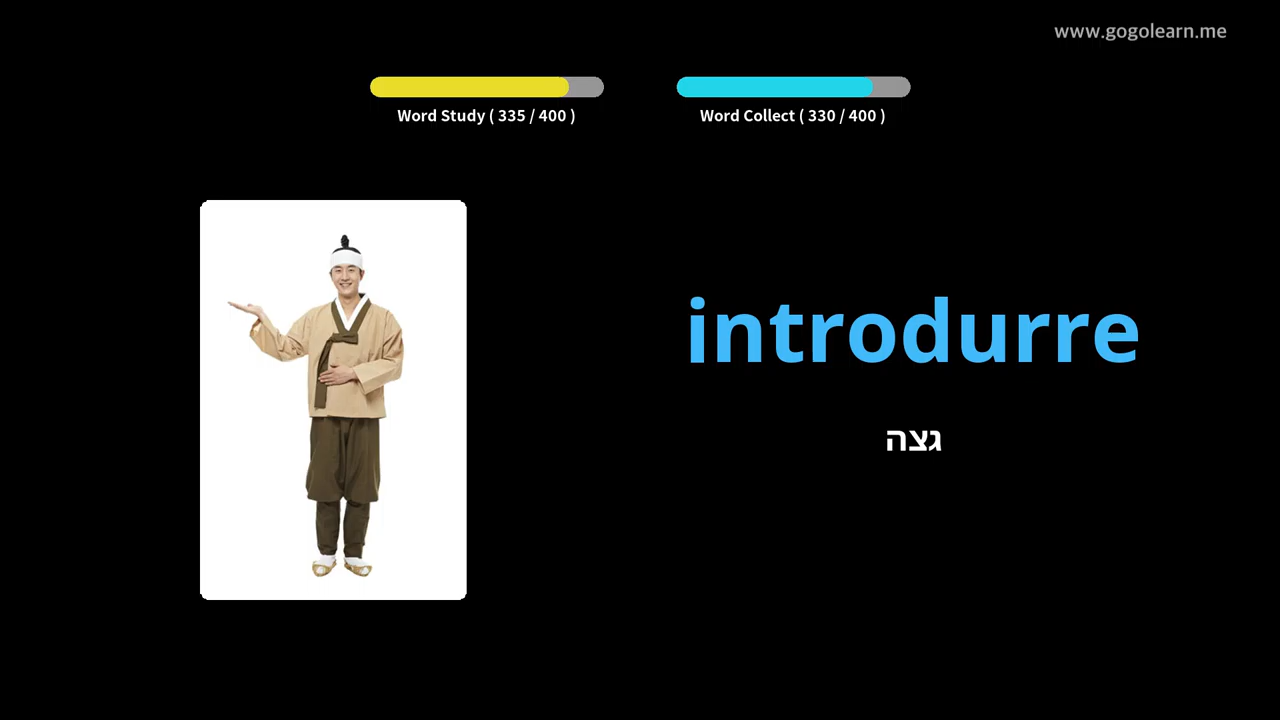 www.gogolearn.me
Word Study ( 335 / 400 )
Word Collect ( 330 / 400 )
introdurre
גצה